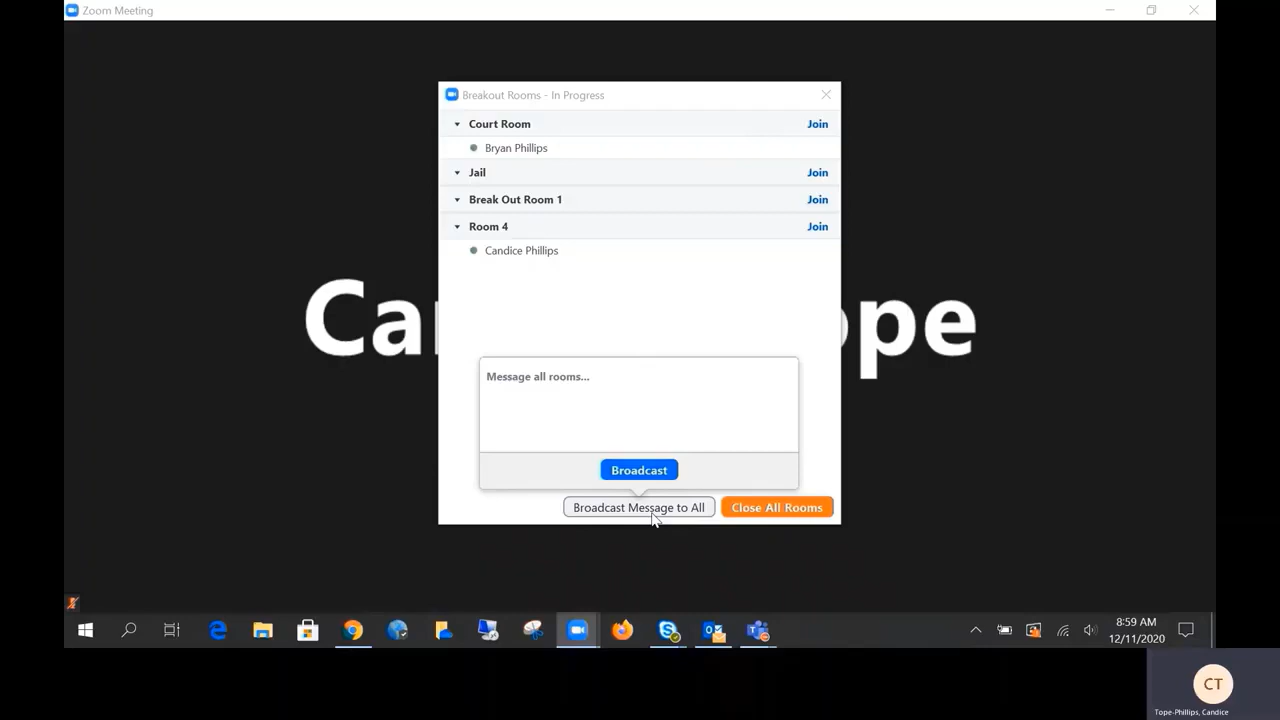 Zoom Meeting
Breakout Rooms - In Progress
Court Room Join
Bryan Phillips
Jail Join
Break Out Room 1 Join
Room 4 Join
Candice Phillips
Ca ope
Message all rooms...
Broadcast
Broadcast Message to All Close All Rooms
8:59 AM
12/11/2020
CT
Tope-Phillips, Candice